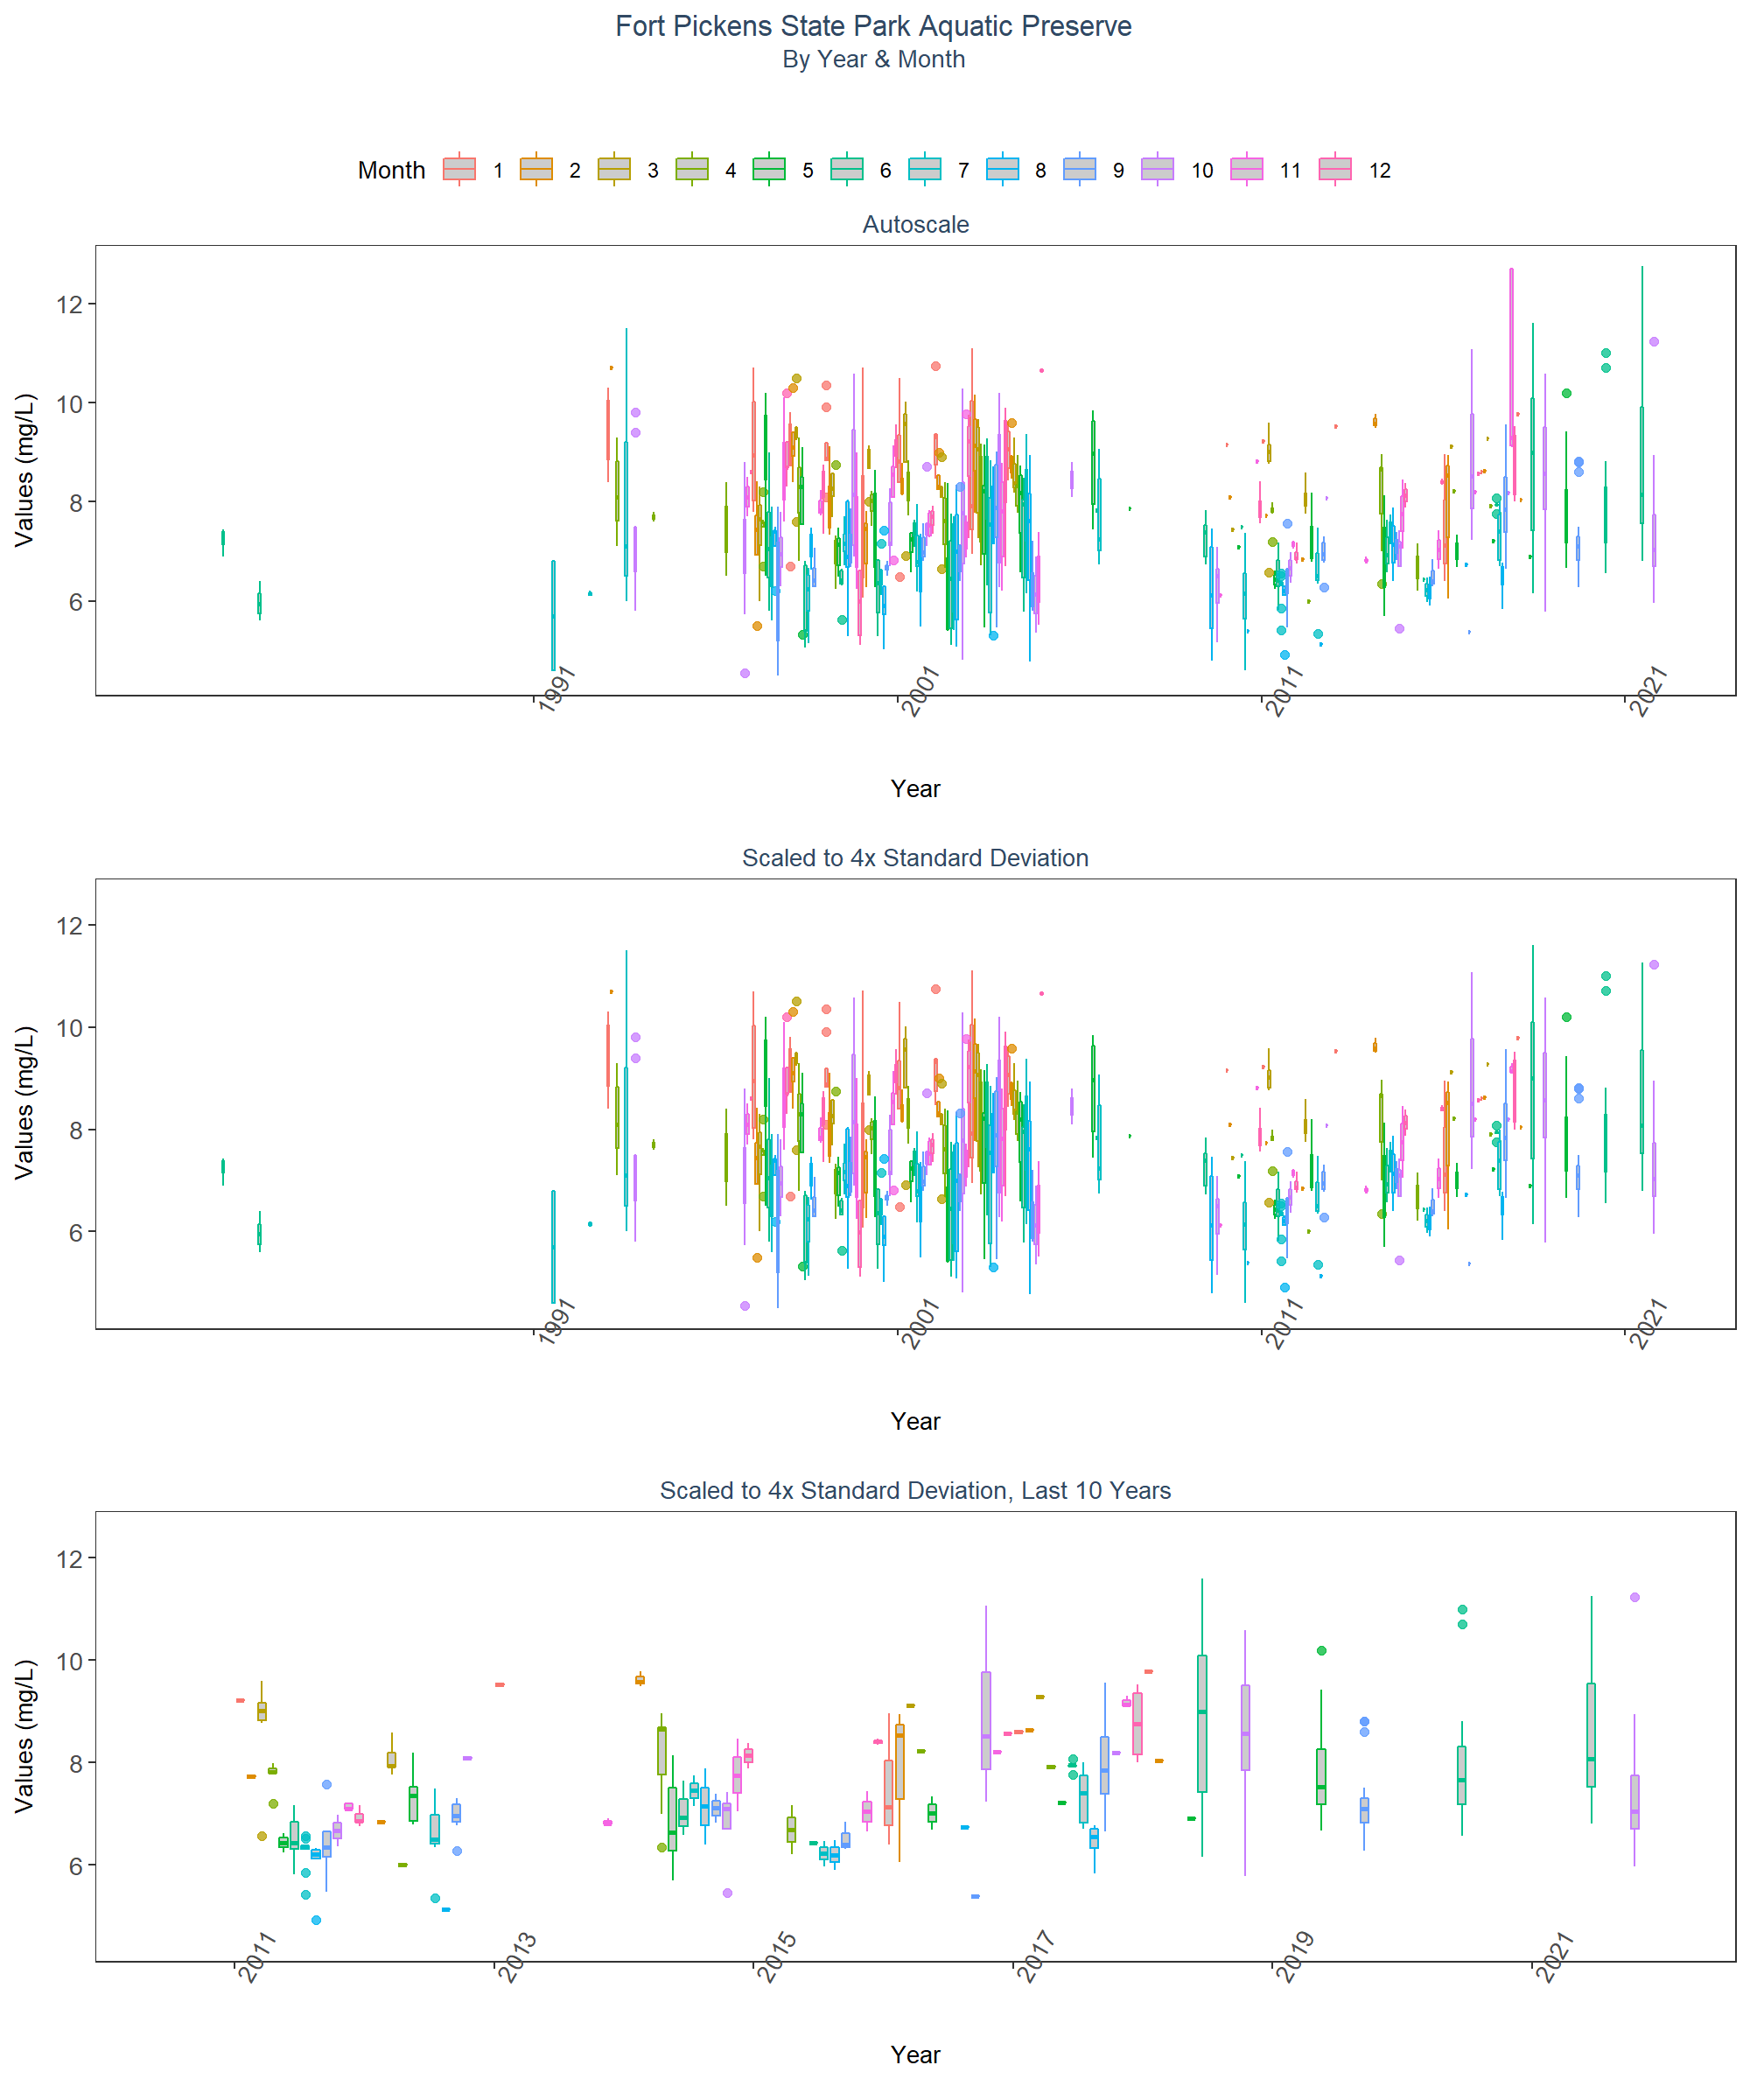 Fort Pickens State Park Aquatic Preserve
By Year & Month
Month 1 2 3 4 5 6 7 8 9 10 11 12
Autoscale
Values (mg/L)
12
10
8
6
1991 2001 2011 2021
Year
Scaled to 4x Standard Deviation
Values (mg/L)
12
10
8
6
1991 2001 2011 2021
Year
Scaled to 4x Standard Deviation, Last 10 Years
Values (mg/L)
12
10
8
6
2011 2013 2015 2017 2019 2021
Year